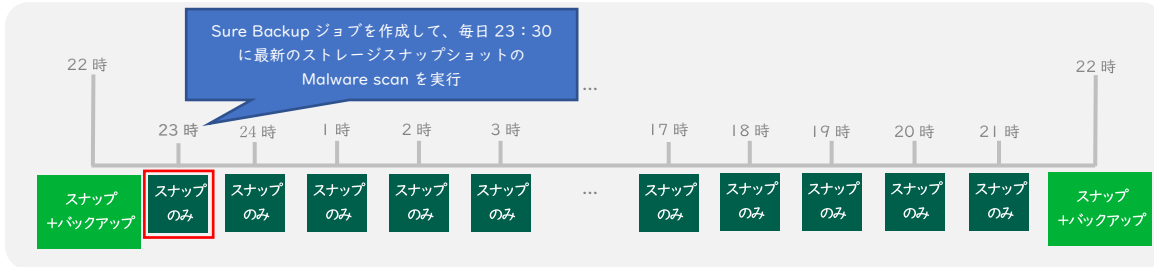 Sure Backup ジョブを作成して、毎日 23：30
に最新のストレージスナップショットの
Malware scan を実行
22 時
22 時
...
23 時
24 時
1 時
2 時
3 時
17 時
18 時
19 時
20 時
21 時
スナップ
+バックアップ
スナップ
のみ
スナップ
のみ
スナップ
のみ
スナップ
のみ
スナップ
のみ
...
スナップ
のみ
スナップ
のみ
スナップ
のみ
スナップ
のみ
スナップ
のみ
スナップ
+バックアップ